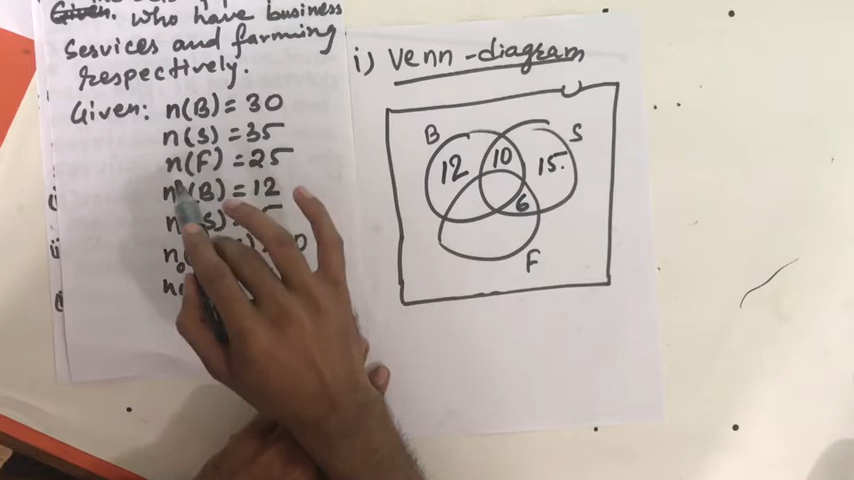 Given. who have business
Services and farming
respectively.
Given: n(B) = 30
n(S) = 35
n(F) = 25
(B) = 12
(S) =
n
i) Venn-diagram
U
B
S
12
10
15.
6
F